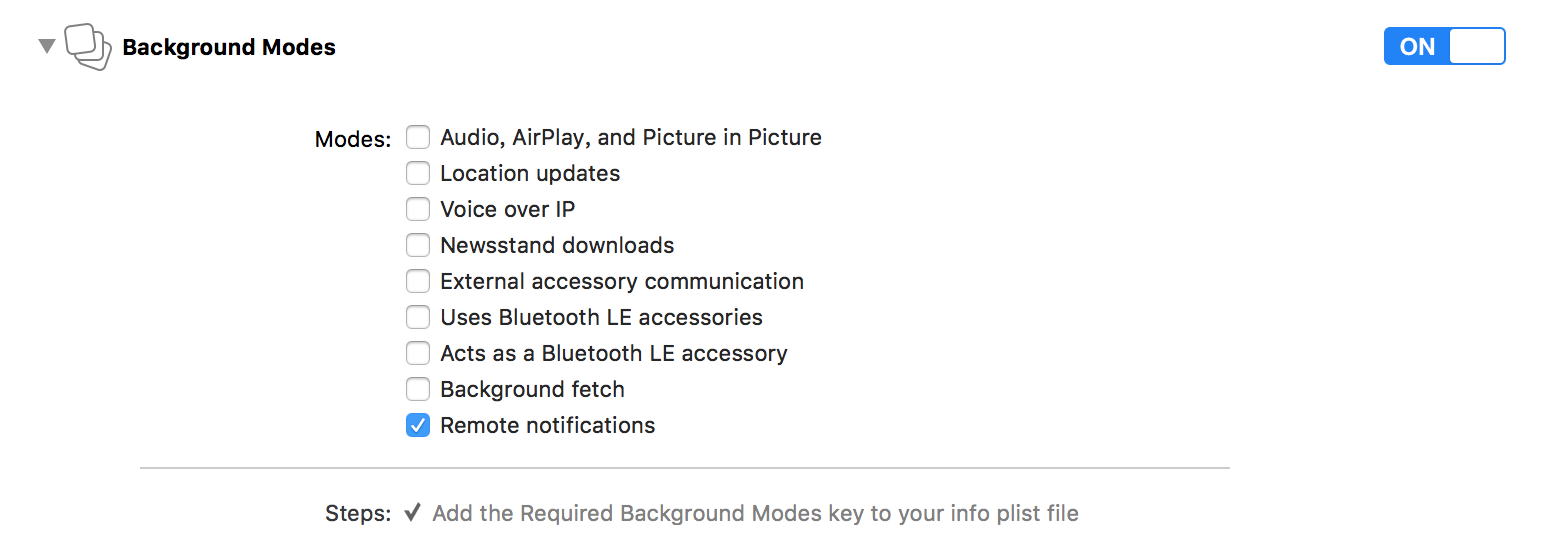 Background Modes
ON
Modes:
Audio, AirPlay, and Picture in Picture
Location updates
Voice over IP
Newsstand downloads
External accessory communication
Uses Bluetooth LE accessories
Acts as a Bluetooth LE accessory
Background fetch
Remote notifications
Steps: ✓ Add the Required Background Modes key to your info plist file